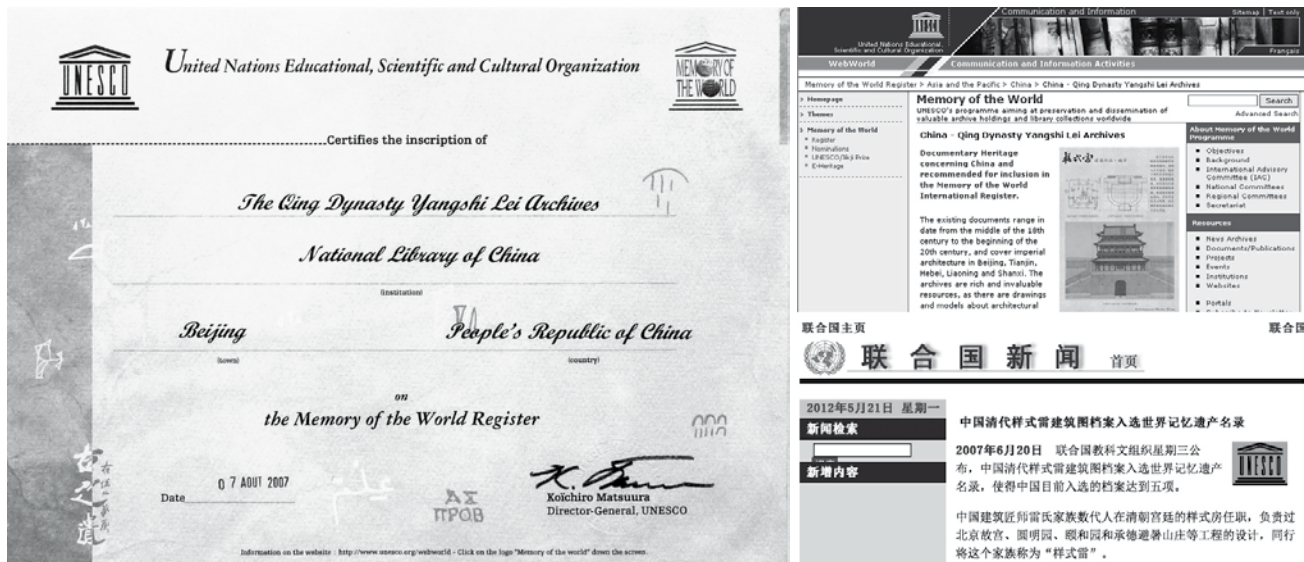 UNESCO
United Nations Educational, Scientific and Cultural Organization
MEMORY OF
THE WORLD
Certifies the inscription of
The Qing Dynasty Yangshi Lei Archives
National Library of China
(institution)
Beijing
People's Republic of China
(town)
(country)
on
the Memory of the World Register
Date
0 7 AOUT 2007
Koïchiro Matsuura
Director-General, UNESCO
Information on the website : http://www.unesco.org/webworld - Click on the logo "Memory of the world" down the screen.
Communication and Information
Sitemap | Text only
United Nations Educational,
Scientific and Cultural Organization
Français
WebWorld
Communication and Information Activities
Memory of the World Register > Asia and the Pacific > China > China - Qing Dynasty Yangshi Lei Archives
> Homepage
> Themes
> Memory of the World
Register
Nominations
UNESCO/Jikji Prize
E-Heritage
Memory of the World
UNESCO's programme aiming at preservation and dissemination of
valuable archive holdings and library collections worldwide
Search
Advanced Search
China - Qing Dynasty Yangshi Lei Archives
Documentary Heritage
concerning China and
recommended for inclusion in
the Memory of the World
International Register.
The existing documents range in
date from the middle of the 18th
century to the beginning of the
20th century, and cover imperial
architecture in Beijing, Tianjin,
Hebei, Liaoning and Shanxi. The
archives are rich and invaluable
resources, as there are drawings
and models about architectural
About Memory of the World
Programme
Objectives
Background
International Advisory
Committee (IAC)
National Committees
Regional Committees
Secretariat
Resources
News Archives
Documents/Publications
Projects
Events
Institutions
Websites
Portals
联合国主页
联合国
联合国新闻 首页
2012年5月21日 星期一
新闻检索
新增内容
中国清代样式雷建筑图档案入选世界记忆遗产名录
2007年6月20日 联合国教科文组织星期三公
布，中国清代样式雷建筑图档案入选世界记忆遗产
名录，使得中国目前入选的档案达到五项。
UNESCO
中国建筑匠师雷氏家族数代人在清朝宫廷的样式房任职，负责过
北京故宫、圆明园、颐和园和承德避暑山庄等工程的设计，同行
将这个家族称为“样式雷”。